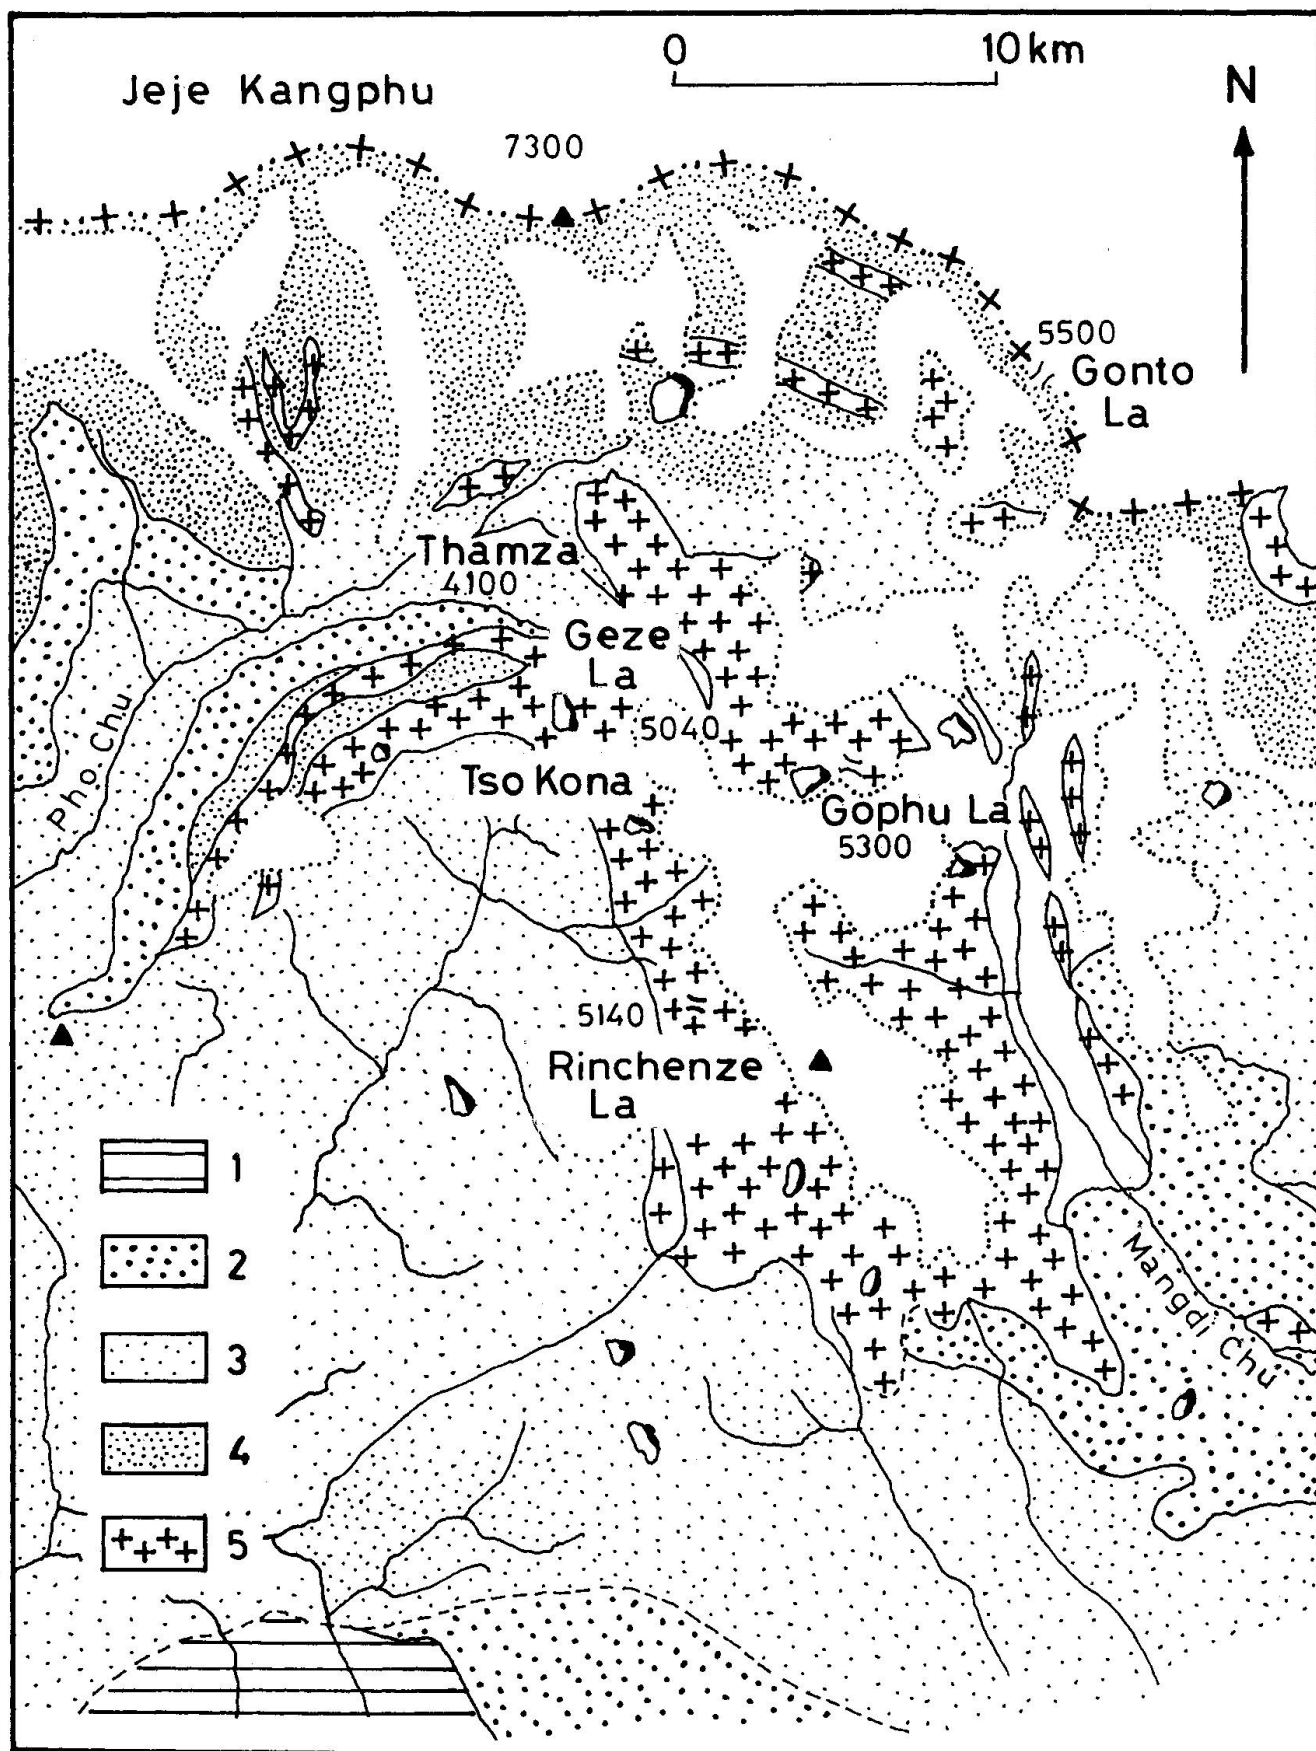 0 10 km
Jeje Kangphu
N
7300
5500
Gonto
La
Thamza
4100
Geze
La
5040
Pho Chu
Tso Kona
Gophu La
5300
5140
Rinchenze
La
Mangdi Chu
1
2
3
4
5